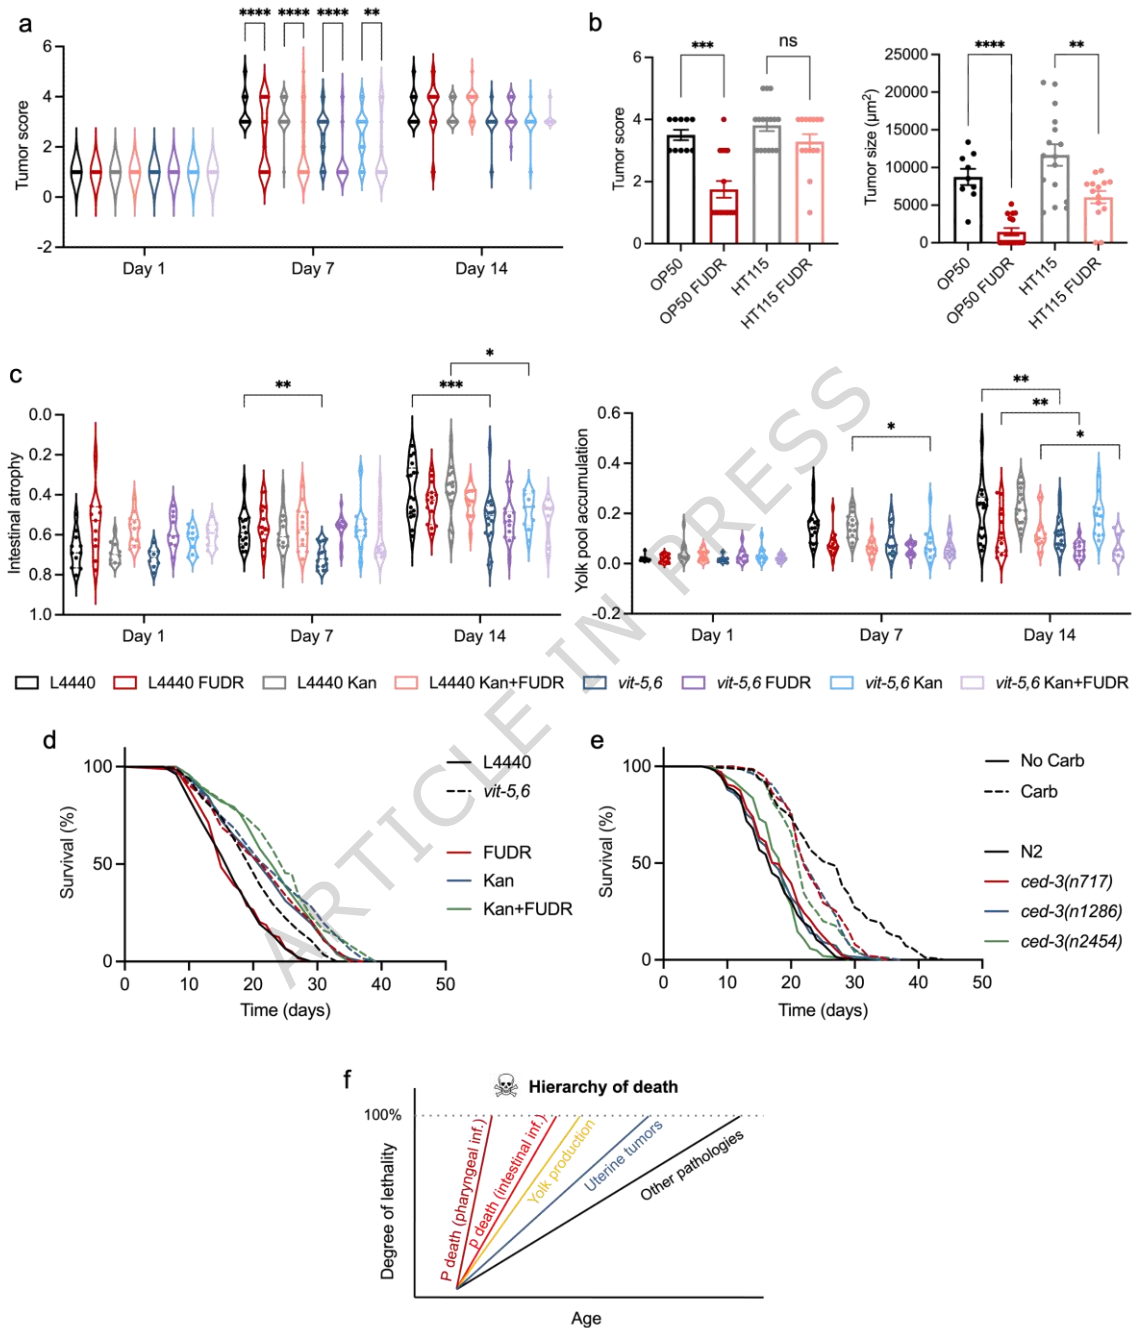 a
**** **** **** **
Tumor score
6
4
2
0
-2
Day 1
Day 7
Day 14
b
***
ns
Tumor score
6
4
2
0
OP50
OP50 FUDR
HT115
HT115 FUDR
****
**
Tumor size (µm²)
25000
20000
15000
10000
5000
0
OP50
OP50 FUDR
HT115
HT115 FUDR
c
**
***
*
Intestinal atrophy
0.0
0.2
0.4
0.6
0.8
1.0
Day 1
Day 7
Day 14
*
**
**
*
Yolk pool accumulation
0.6
0.4
0.2
0.0
-0.2
Day 1
Day 7
Day 14
L4440 L4440 FUDR L4440 Kan L4440 Kan+FUDR vit-5,6 vit-5,6 FUDR vit-5,6 Kan vit-5,6 Kan+FUDR
d
Survival (%)
100
50
0
0 10 20 30 40 50
Time (days)
L4440
vit-5,6
FUDR
Kan
Kan+FUDR
e
Survival (%)
100
50
0
0 10 20 30 40 50
Time (days)
No Carb
Carb
N2
ced-3(n717)
ced-3(n1286)
ced-3(n2454)
f
Hierarchy of death
100%
Degree of lethality
P death (pharyngeal inf.)
p death (intestinal inf.)
Yolk production
Uterine tumors
Other pathologies
Age
ARTICLE IN PRESS